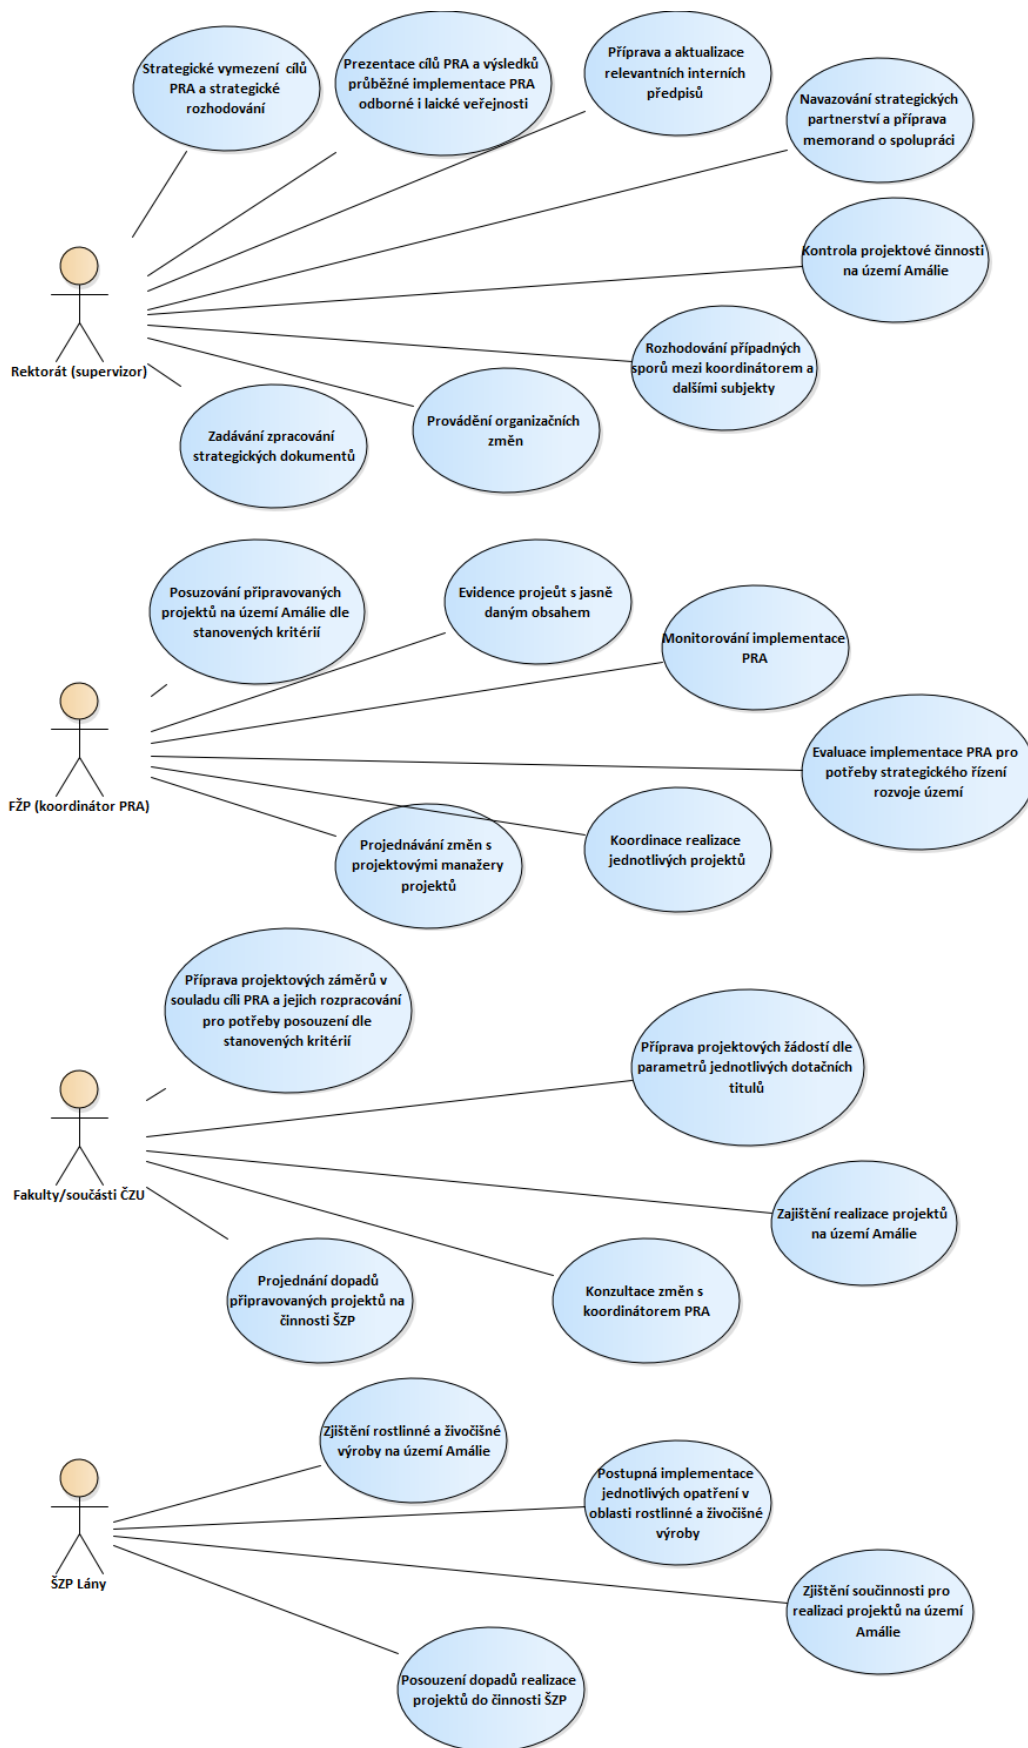 Strategické vymezení cílů
PRA a strategické
rozhodování
Prezentace cílů PRA a výsledků
průběžné implementace PRA
odborné i laické veřejnosti
Příprava a aktualizace
relevantních interních
předpisů
Navazování strategických
partnerství a příprava
memorand o spolupráci
Kontrola projektové činnosti
na území Amálie
Rozhodování případných
sporů mezi koordinátorem a
dalšími subjekty
Rektorát (supervizor)
Provádění organizačních
změn
Zadávání zpracování
strategických dokumentů
Posuzování připravovaných
projektů na území Amálie dle
stanovených kritérií
Evidence projeůt s jasně
daným obsahem
Monitorování implementace
PRA
Evaluace implementace PRA pro
potřeby strategického řízení
rozvoje území
FŽP (koordinátor PRA)
Projednávání změn s
projektovými manažery
projektů
Koordinace realizace
jednotlivých projektů
Příprava projektových záměrů v
souladu cíli PRA a jejich rozpracování
pro potřeby posouzení dle
stanovených kritérií
Příprava projektových žádostí dle
parametrů jednotlivých dotačních
titulů
Fakulty/součásti ČZU
Zajištění realizace projektů
na území Amálie
Projednání dopadů
připravovaných projektů na
činnosti ŠZP
Konzultace změn s
koordinátorem PRA
Zjištění rostlinné a živočišné
výroby na území Amálie
Postupná implementace
jednotlivých opatření v
oblasti rostlinné a živočišné
výroby
ŠZP Lány
Zjištění součinnosti pro
realizaci projektů na území
Amálie
Posouzení dopadů realizace
projektů do činnosti ŠZP